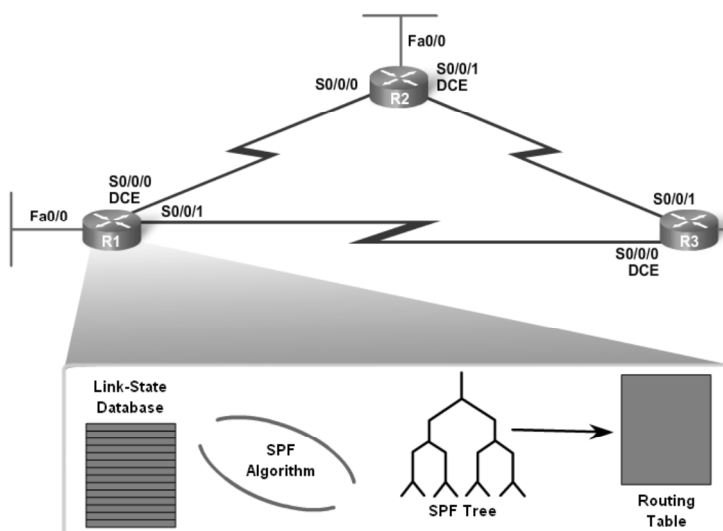 Fa0/0
S0/0/0
S0/0/1
DCE
R2
S0/0/0
DCE
Fa0/0
S0/0/1
R1
S0/0/1
R3
S0/0/0
DCE
Link-State
Database
SPF
Algorithm
SPF Tree
Routing
Table